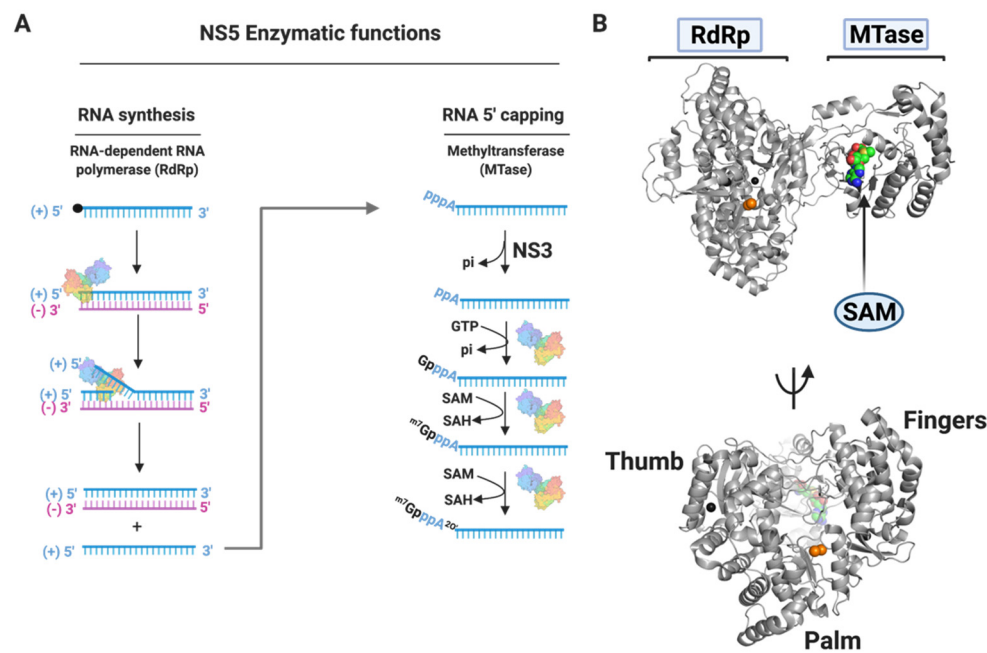 A
NS5 Enzymatic functions
RNA synthesis
RNA-dependent RNA
polymerase (RdRp)
(+) 5' 3'
(+) 5' 3'
(-) 3' 5'
(+) 5'
(+) 5' 3'
(-) 3' 5'
(+) 5' 3'
(-) 3' 5'
+
(+) 5' 3'
RNA 5' capping
Methyltransferase
(MTase)
pppA
NS3
pi
ppA
GTP
pi
GpppA
SAM
SAH
m7GpppA
SAM
SAH
m7GpppA20'
B
RdRp
MTase
SAM
Fingers
Thumb
Palm